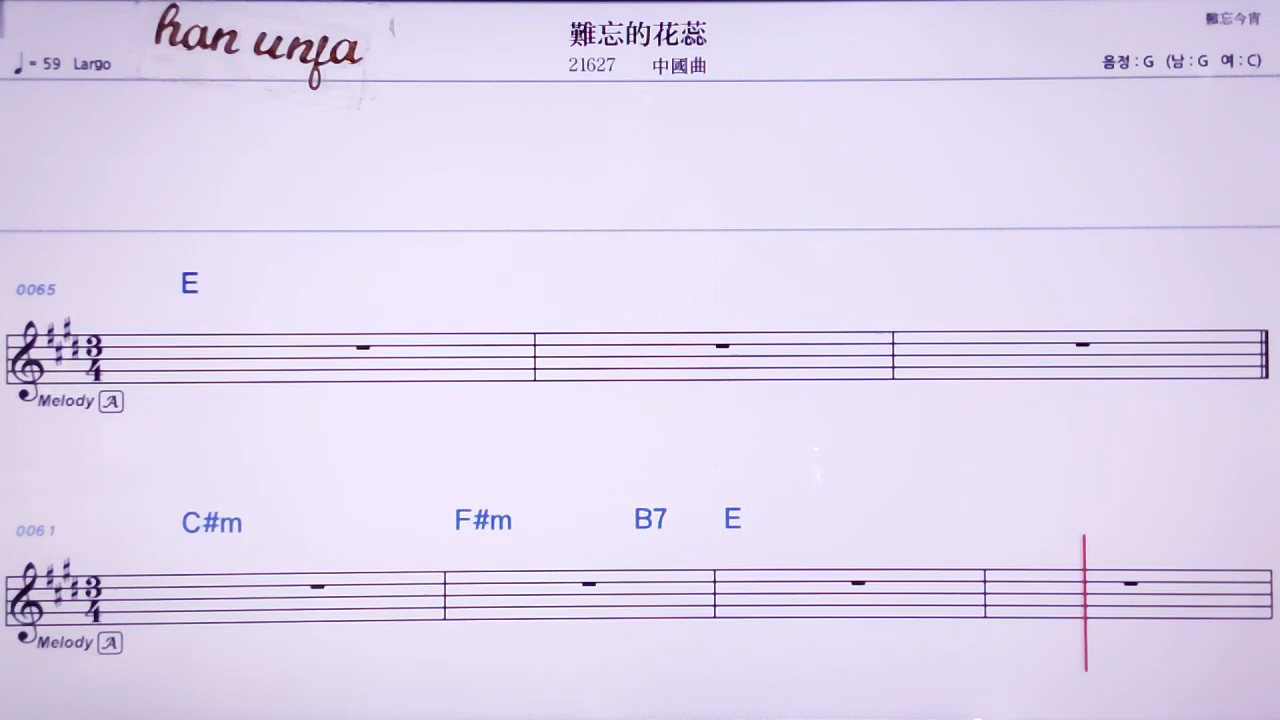 han unfa
難忘的花蕊
難忘今宵
♩= 59 Largo
21627 中國曲
음정 : G (남 : G 여 : C)
E
0065
3
4
Melody A
C#m F#m B7 E
0061
3
4
Melody A